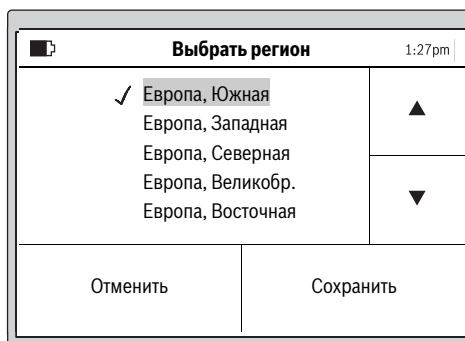 Выбрать регион 1:27pm
Европа, Южная
Европа, Западная
Европа, Северная
Европа, Великобр.
Европа, Восточная
Отменить Сохранить